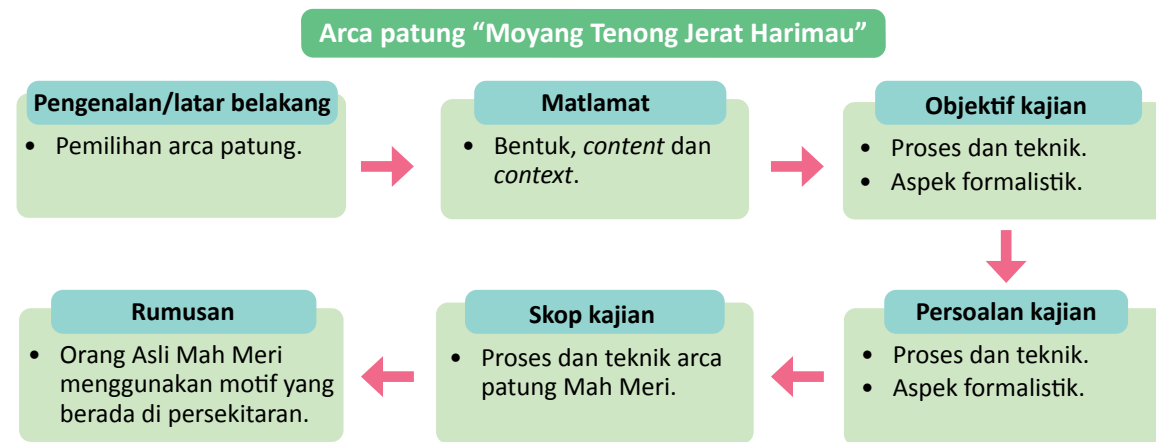 Arca patung “Moyang Tenong Jerat Harimau”
Pengenalan/latar belakang
• Pemilihan arca patung.
Matlamat
• Bentuk, content dan
context.
Objektif kajian
• Proses dan teknik.
• Aspek formalistik.
Persoalan kajian
• Proses dan teknik.
• Aspek formalistik.
Skop kajian
• Proses dan teknik arca
patung Mah Meri.
Rumusan
• Orang Asli Mah Meri
menggunakan motif yang
berada di persekitaran.